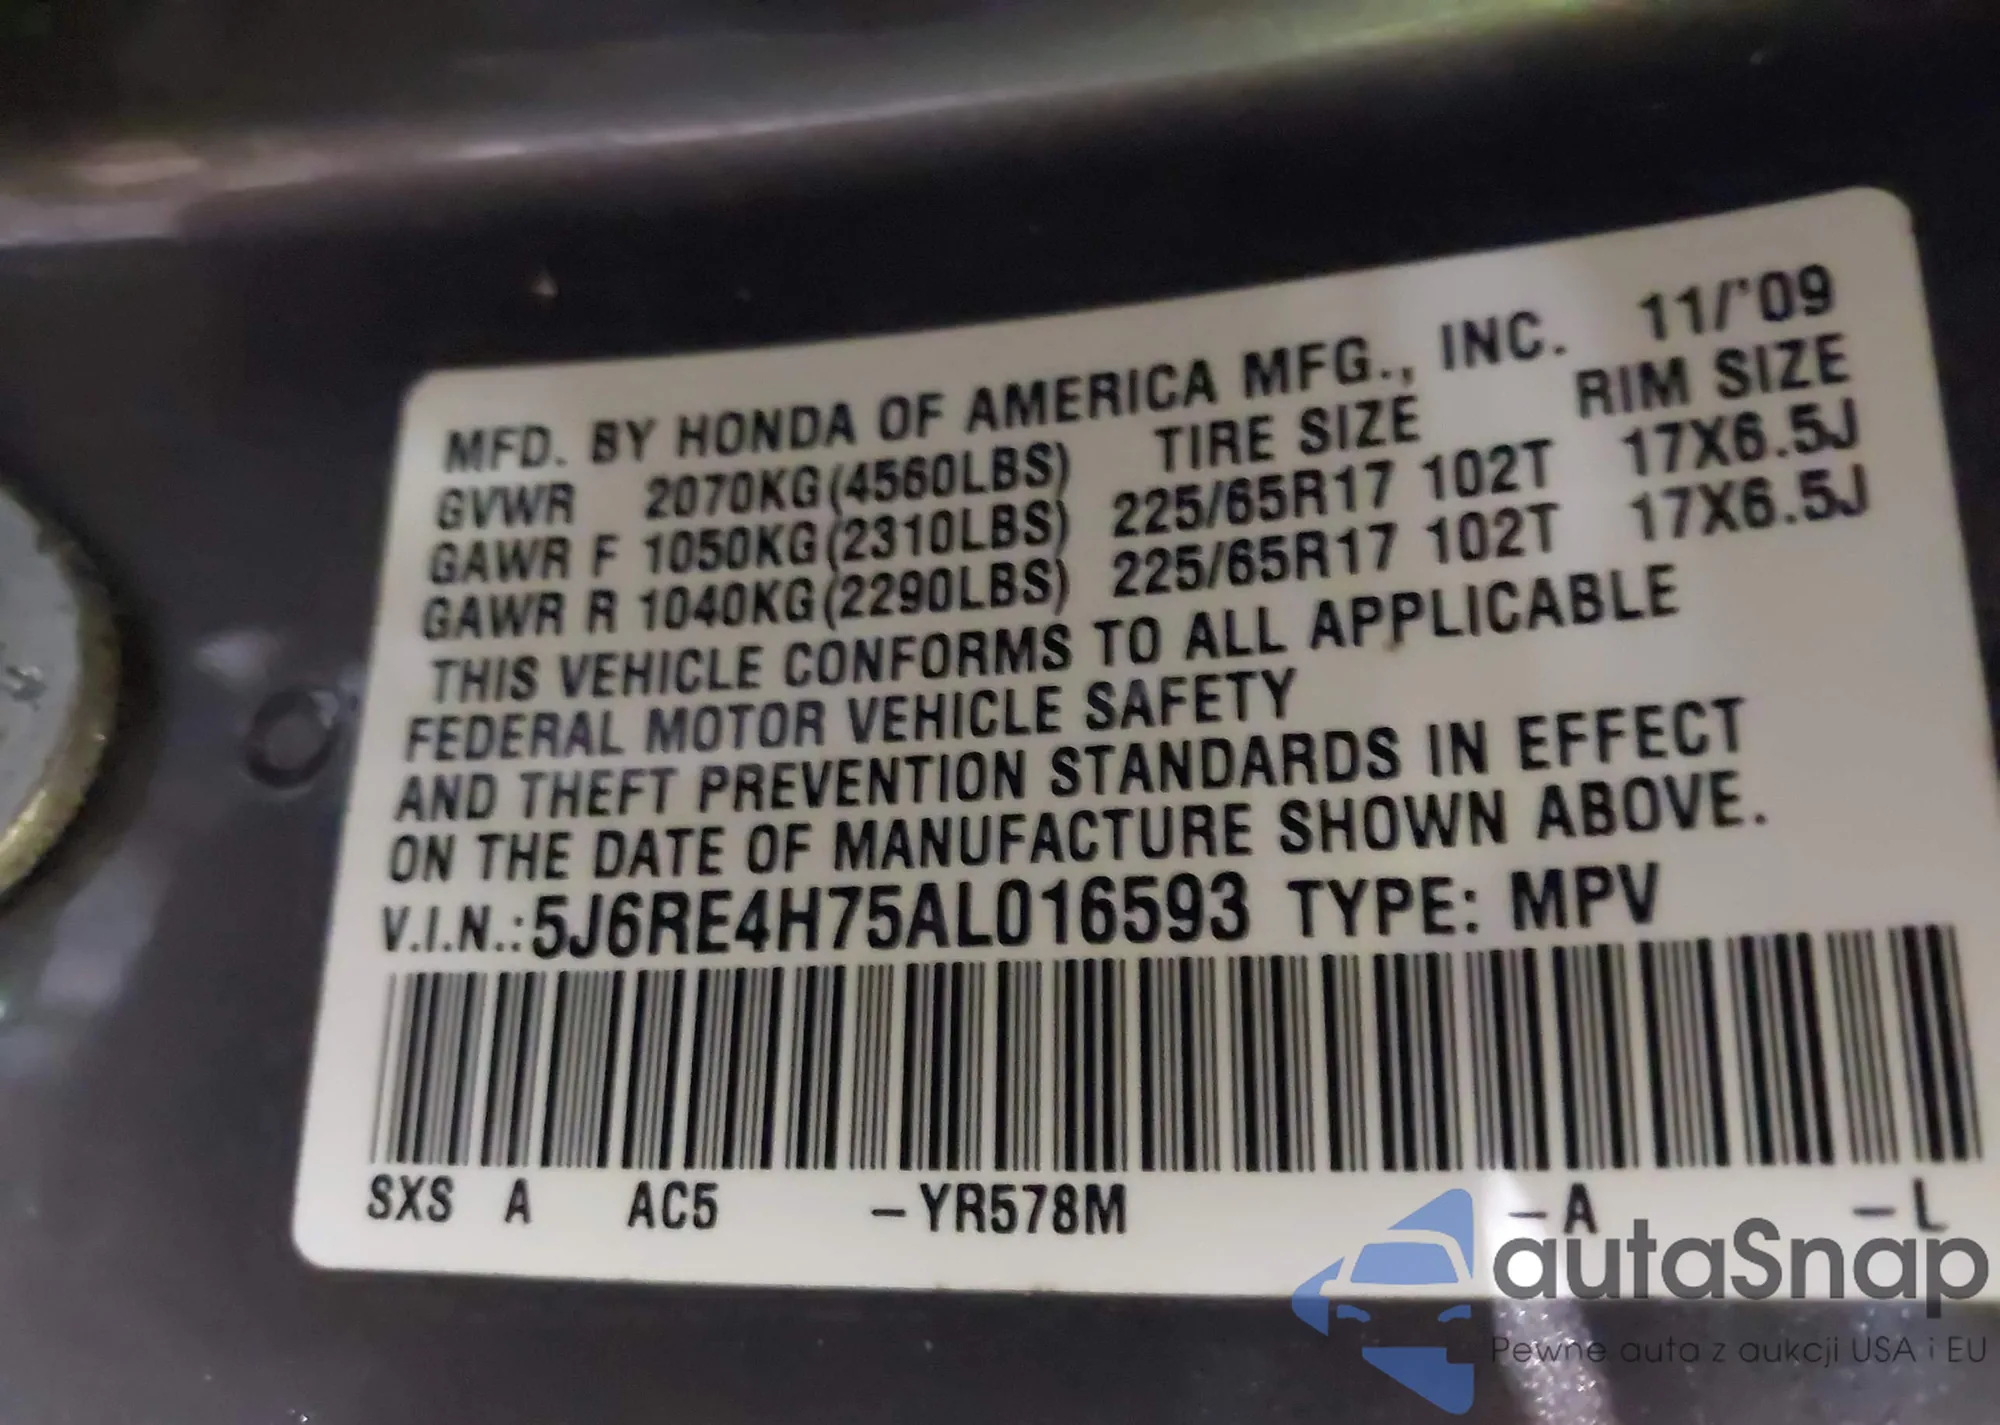 MFD. BY HONDA OF AMERICA MFG., INC. 11/'09
TIRE SIZE RIM SIZE
GVWR 2070KG(4560LBS)
GAWR F 1050KG(2310LBS) 225/65R17 102T 17X6.5J
GAWR R 1040KG(2290LBS) 225/65R17 102T 17X6.5J
THIS VEHICLE CONFORMS TO ALL APPLICABLE
FEDERAL MOTOR VEHICLE SAFETY
AND THEFT PREVENTION STANDARDS IN EFFECT
ON THE DATE OF MANUFACTURE SHOWN ABOVE.
V.I.N.:5J6RE4H75AL016593 TYPE: MPV
SXS A AC5 –YR578M –A –L
autaSnap
Pewne auta z aukcji USA i EU